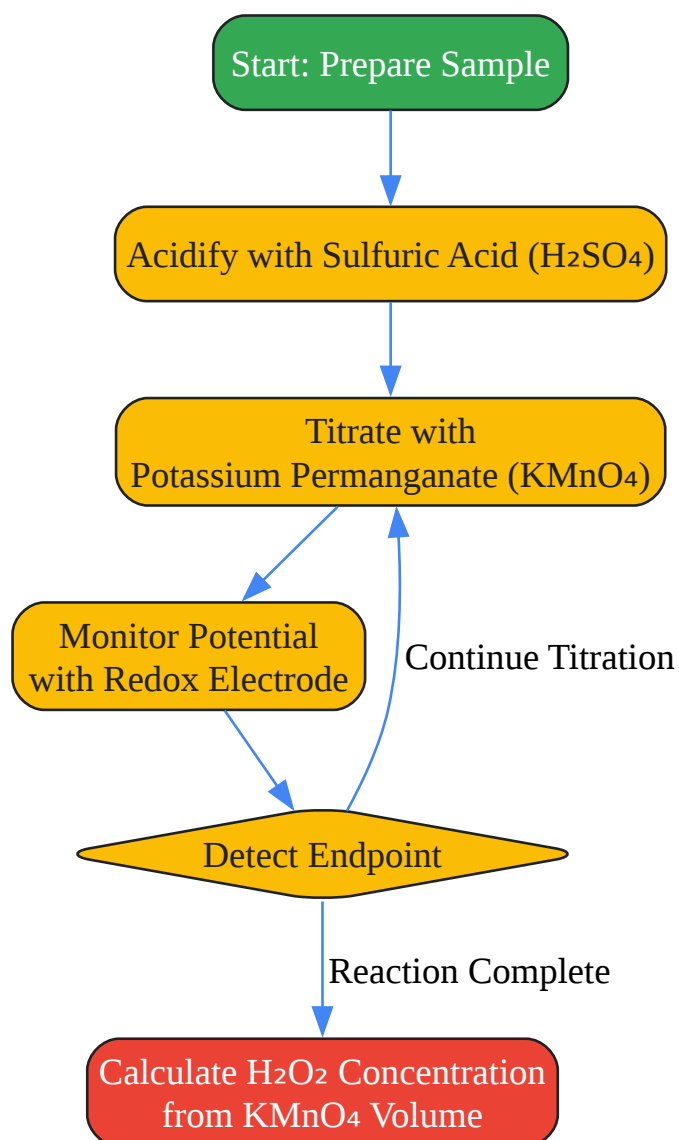 Start: Prepare Sample
Acidify with Sulfuric Acid (H₂SO₄)
Titrate with
Potassium Permanganate (KMnO₄)
Monitor Potential
with Redox Electrode
Continue Titration
Detect Endpoint
Reaction Complete
Calculate H₂O₂ Concentration
from KMnO₄ Volume